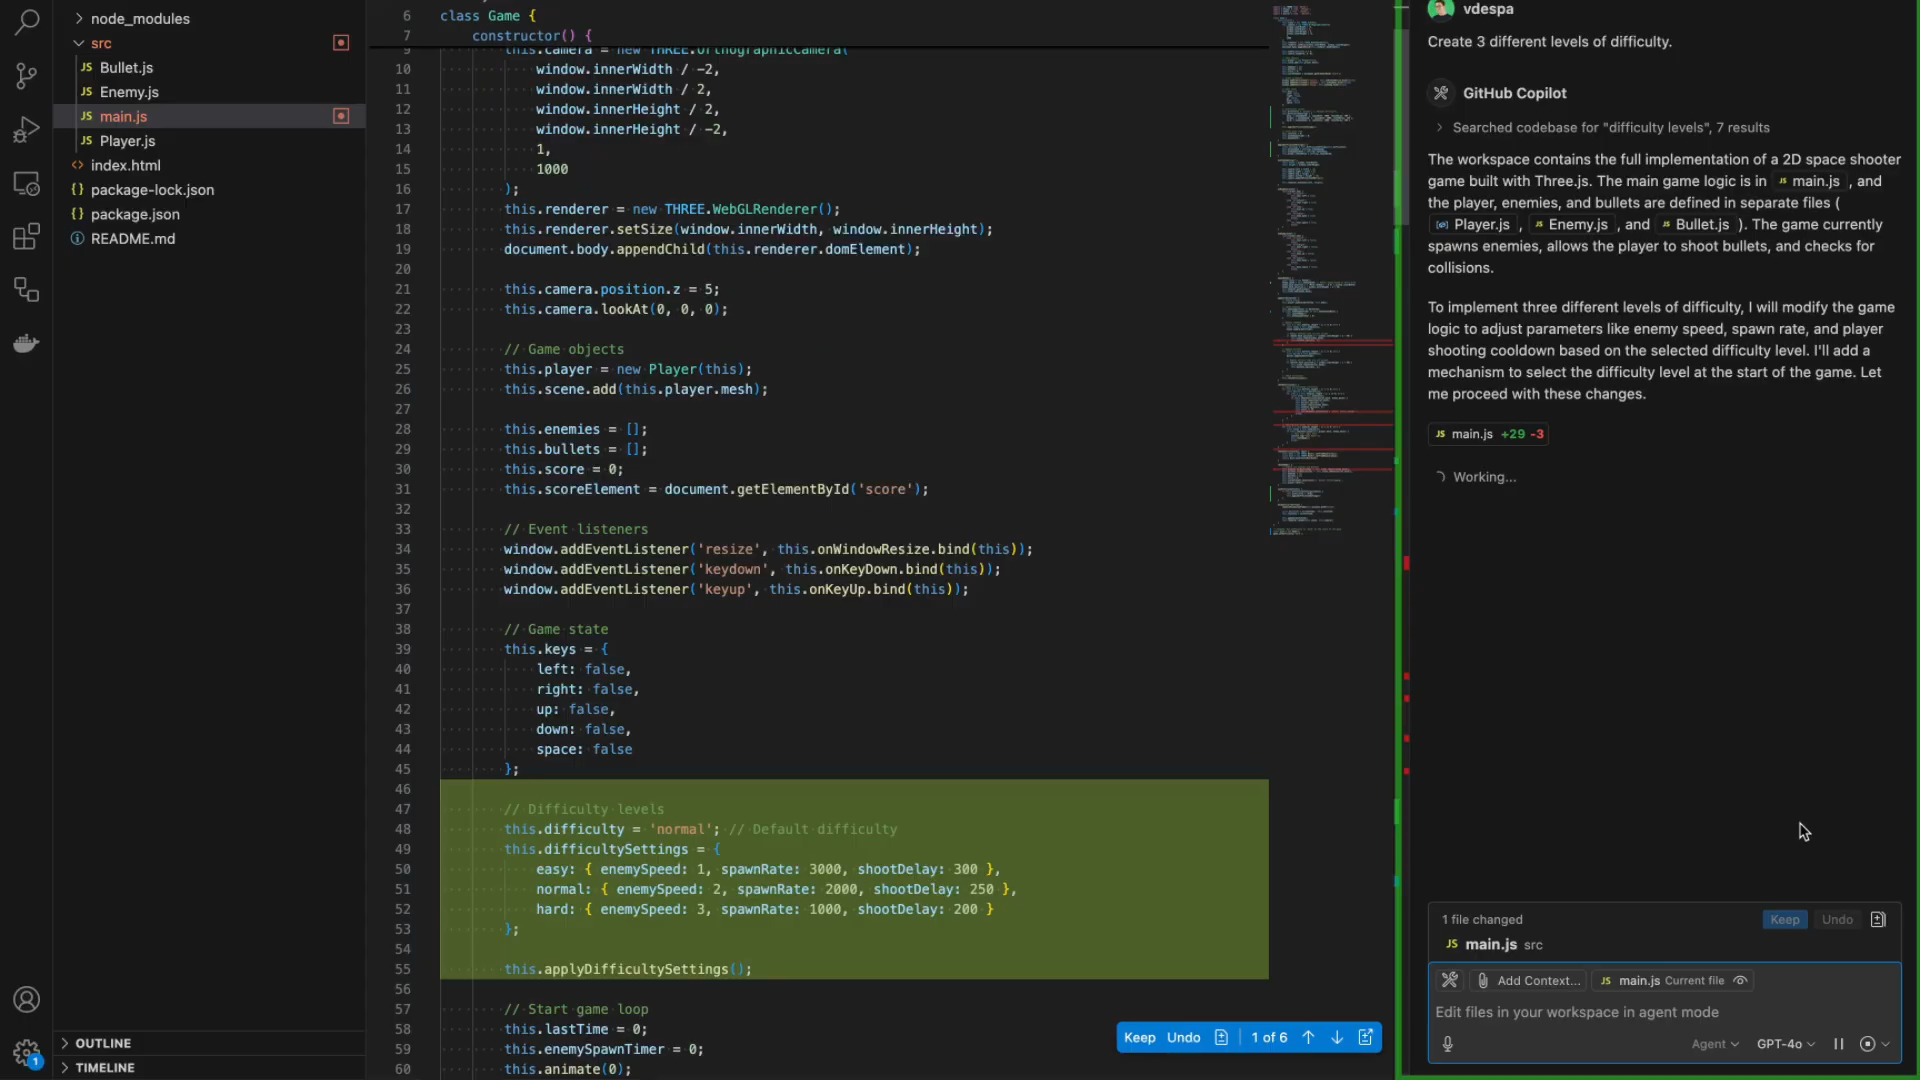 node_modules
src
JS Bullet.js
JS Enemy.js
JS main.js
JS Player.js
<> index.html
{} package-lock.json
{} package.json
README.md
OUTLINE
TIMELINE
1
6 class Game {
7 constructor() {
9 this.camera = new THREE.OrthographicCamera(
10 window.innerWidth / -2,
11 window.innerWidth / 2,
12 window.innerHeight / 2,
13 window.innerHeight / -2,
14 1,
15 1000
16 );
17 this.renderer = new THREE.WebGLRenderer();
18 this.renderer.setSize(window.innerWidth, window.innerHeight);
19 document.body.appendChild(this.renderer.domElement);
20
21 this.camera.position.z = 5;
22 this.camera.lookAt(0, 0, 0);
23
24 // Game objects
25 this.player = new Player(this);
26 this.scene.add(this.player.mesh);
27
28 this.enemies = [];
29 this.bullets = [];
30 this.score = 0;
31 this.scoreElement = document.getElementById('score');
32
33 // Event listeners
34 window.addEventListener('resize', this.onWindowResize.bind(this));
35 window.addEventListener('keydown', this.onKeyDown.bind(this));
36 window.addEventListener('keyup', this.onKeyUp.bind(this));
37
38 // Game state
39 this.keys = {
40 left: false,
41 right: false,
42 up: false,
43 down: false,
44 space: false
45 };
46
47 // Difficulty levels
48 this.difficulty = 'normal'; // Default difficulty
49 this.difficultySettings = {
50 easy: { enemySpeed: 1, spawnRate: 3000, shootDelay: 300 },
51 normal: { enemySpeed: 2, spawnRate: 2000, shootDelay: 250 },
52 hard: { enemySpeed: 3, spawnRate: 1000, shootDelay: 200 }
53 };
54
55 this.applyDifficultySettings();
56
57 // Start game loop
58 this.lastTime = 0;
59 this.enemySpawnTimer = 0;
60 this.animate(0);
Keep Undo 1 of 6
vdespa
Create 3 different levels of difficulty.
GitHub Copilot
Searched codebase for "difficulty levels", 7 results
The workspace contains the full implementation of a 2D space shooter
game built with Three.js. The main game logic is in JS main.js , and
the player, enemies, and bullets are defined in separate files (
Player.js , JS Enemy.js , and JS Bullet.js ). The game currently
spawns enemies, allows the player to shoot bullets, and checks for
collisions.
To implement three different levels of difficulty, I will modify the game
logic to adjust parameters like enemy speed, spawn rate, and player
shooting cooldown based on the selected difficulty level. I'll add a
mechanism to select the difficulty level at the start of the game. Let
me proceed with these changes.
JS main.js +29 -3
Working...
1 file changed Keep Undo
JS main.js src
Add Context... JS main.js Current file
Edit files in your workspace in agent mode
Agent GPT-4o